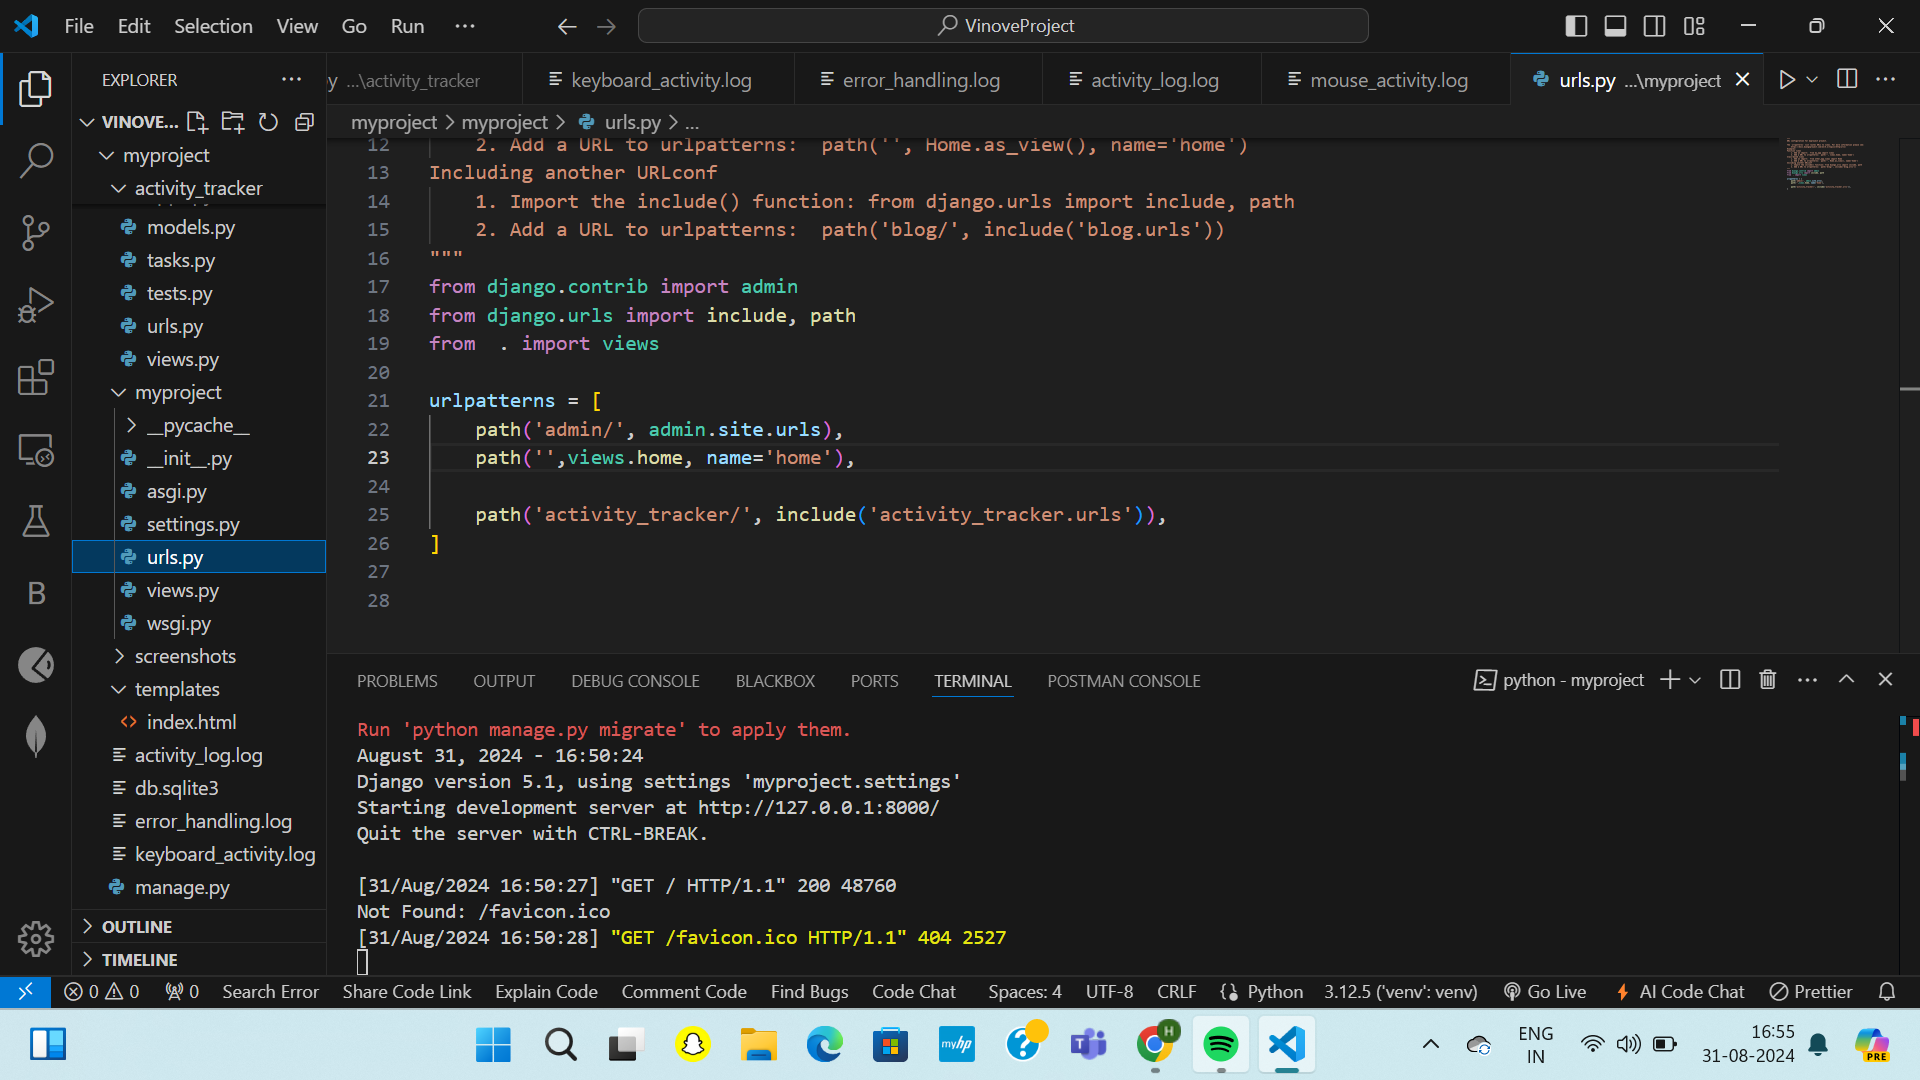 File Edit Selection View Go Run ···
VinoveProject
EXPLORER
y ...\activity_tracker
keyboard_activity.log
error_handling.log
activity_log.log
mouse_activity.log
urls.py ...\myproject
VINOVE...
myproject
activity_tracker
models.py
tasks.py
tests.py
urls.py
views.py
myproject
__pycache__
__init__.py
asgi.py
settings.py
urls.py
views.py
wsgi.py
screenshots
templates
index.html
activity_log.log
db.sqlite3
error_handling.log
keyboard_activity.log
manage.py
OUTLINE
TIMELINE
myproject > myproject > urls.py > ...
12 2. Add a URL to urlpatterns:  path('', Home.as_view(), name='home')
13 Including another URLconf
14 1. Import the include() function: from django.urls import include, path
15 2. Add a URL to urlpatterns:  path('blog/', include('blog.urls'))
16 """
17 from django.contrib import admin
18 from django.urls import include, path
19 from  . import views
20
21 urlpatterns = [
22 path('admin/', admin.site.urls),
23 path('',views.home, name='home'),
24
25 path('activity_tracker/', include('activity_tracker.urls')),
26 ]
27
28
PROBLEMS OUTPUT DEBUG CONSOLE BLACKBOX PORTS TERMINAL POSTMAN CONSOLE
python - myproject
Run 'python manage.py migrate' to apply them.
August 31, 2024 - 16:50:24
Django version 5.1, using settings 'myproject.settings'
Starting development server at http://127.0.0.1:8000/
Quit the server with CTRL-BREAK.
[31/Aug/2024 16:50:27] "GET / HTTP/1.1" 200 48760
Not Found: /favicon.ico
[31/Aug/2024 16:50:28] "GET /favicon.ico HTTP/1.1" 404 2527
0 0 0 Search Error Share Code Link Explain Code Comment Code Find Bugs Code Chat Spaces: 4 UTF-8 CRLF Python 3.12.5 ('venv': venv) Go Live AI Code Chat Prettier
ENG
IN
16:55
31-08-2024
PRE